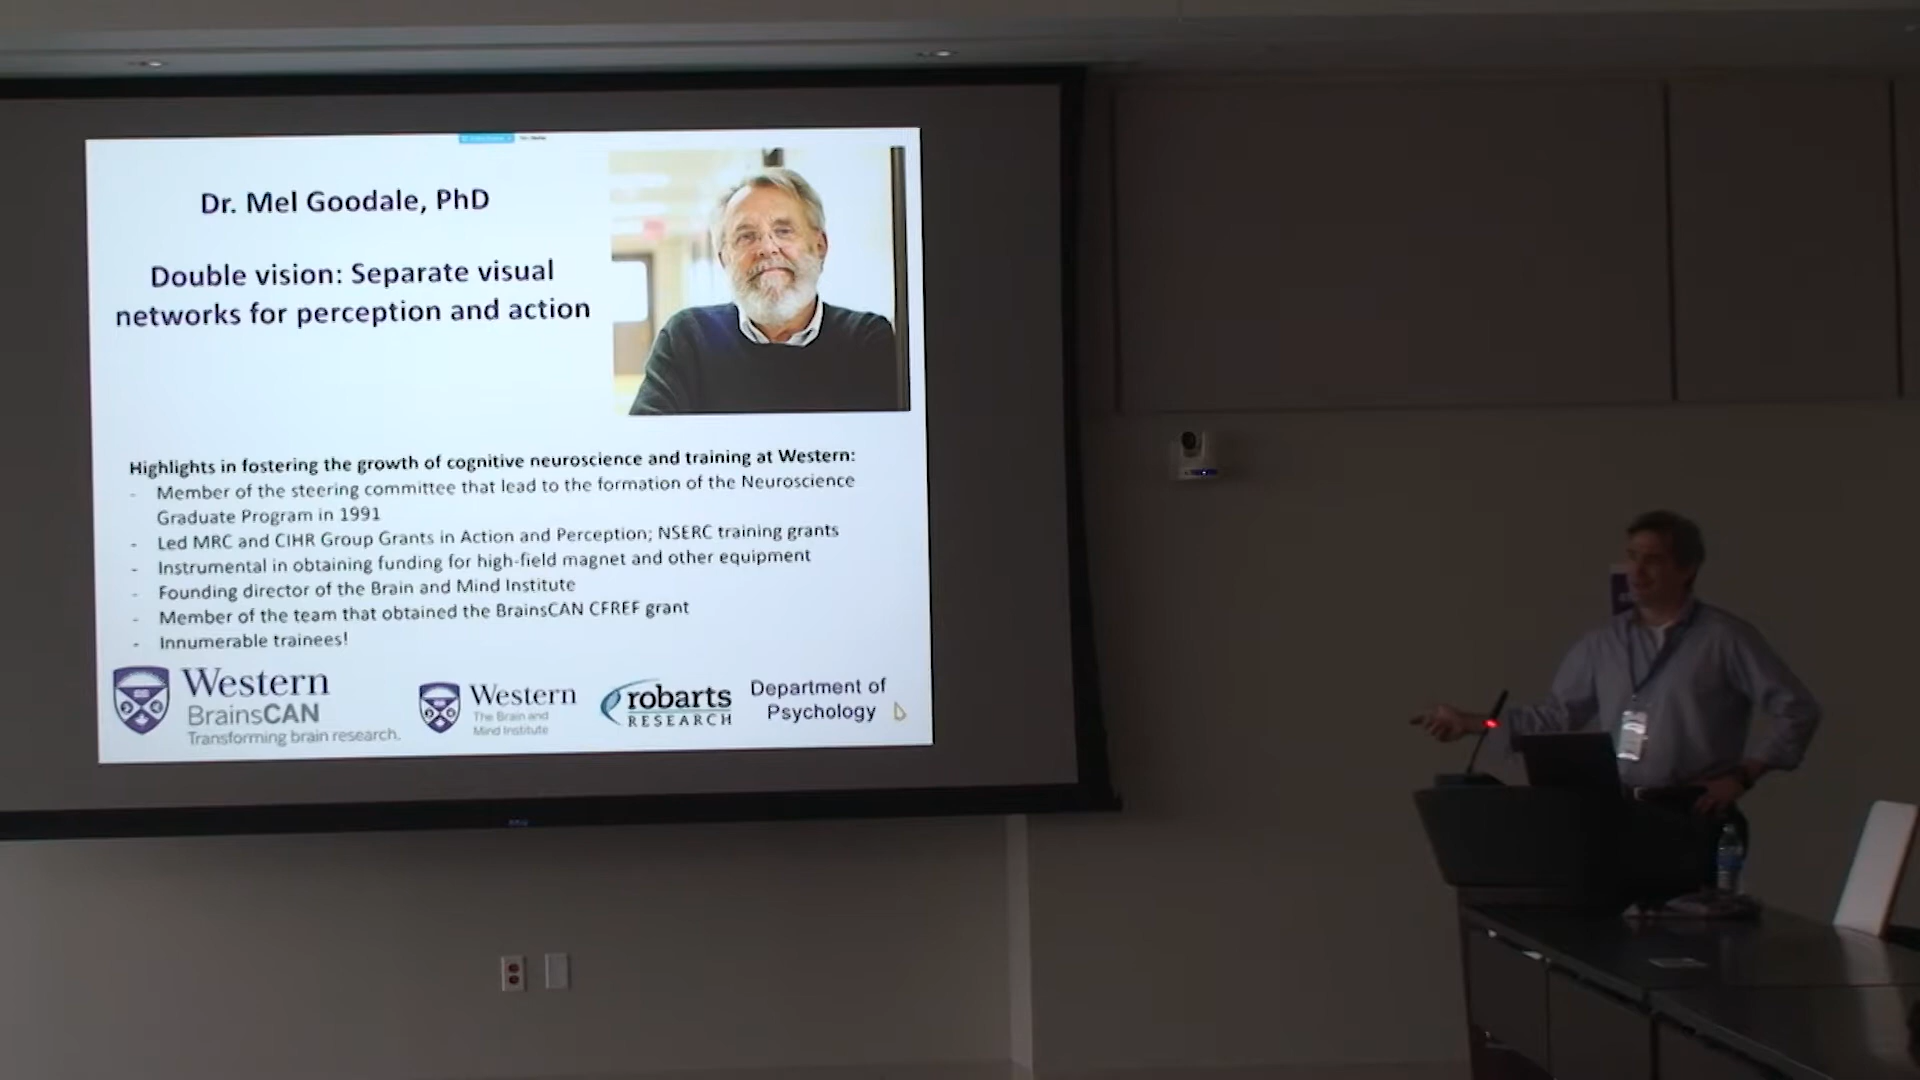 Dr. Mel Goodale, PhD
Double vision: Separate visual
networks for perception and action
Highlights in fostering the growth of cognitive neuroscience and training at Western:
- Member of the steering committee that lead to the formation of the Neuroscience
Graduate Program in 1991
- Led MRC and CIHR Group Grants in Action and Perception; NSERC training grants
- Instrumental in obtaining funding for high-field magnet and other equipment
- Founding director of the Brain and Mind Institute
- Member of the team that obtained the BrainsCAN CFREF grant
- Innumerable trainees!
Western
BrainsCAN
Transforming brain research.
Western
The Brain and
Mind Institute
robarts
RESEARCH
Department of
Psychology